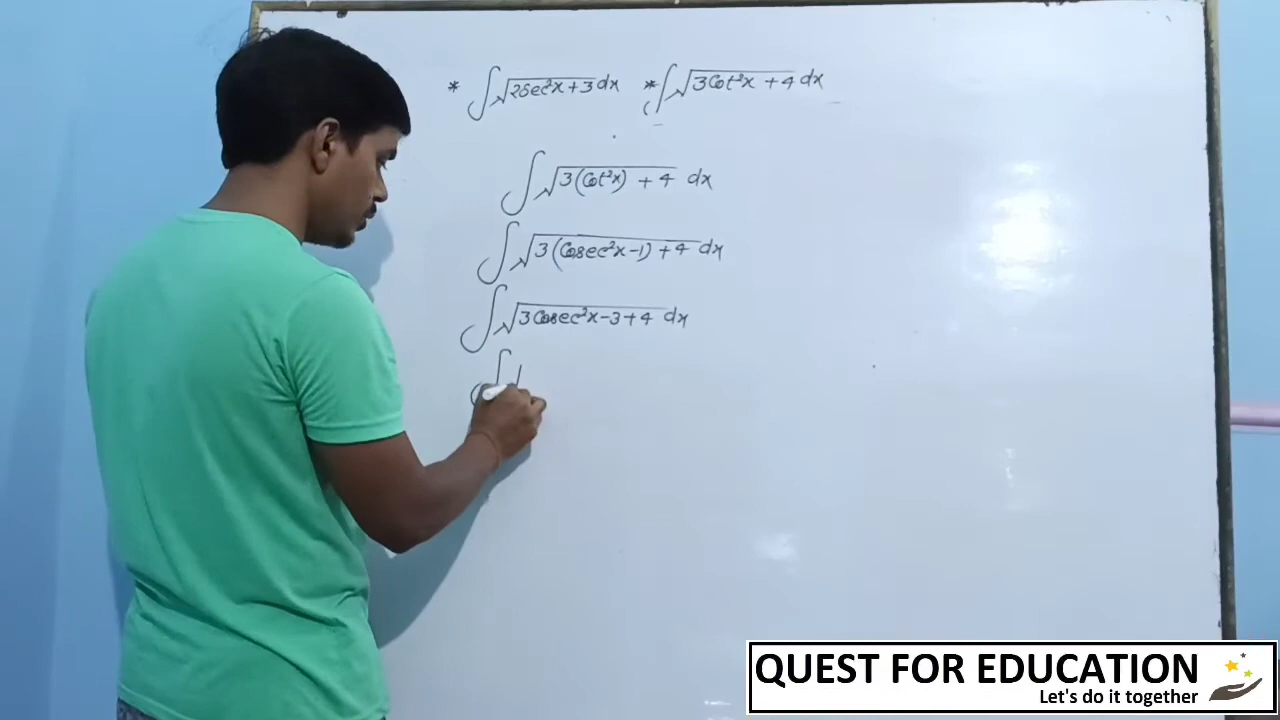 * ∫√2sec²x+3 dx * ∫√3Cot²x +4 dx
∫√3(Cot²x) +4 dx
∫√3(Cosec²x-1) +4 dx
∫√3Cosec²x-3+4 dx
∫
QUEST FOR EDUCATION
Let's do it together